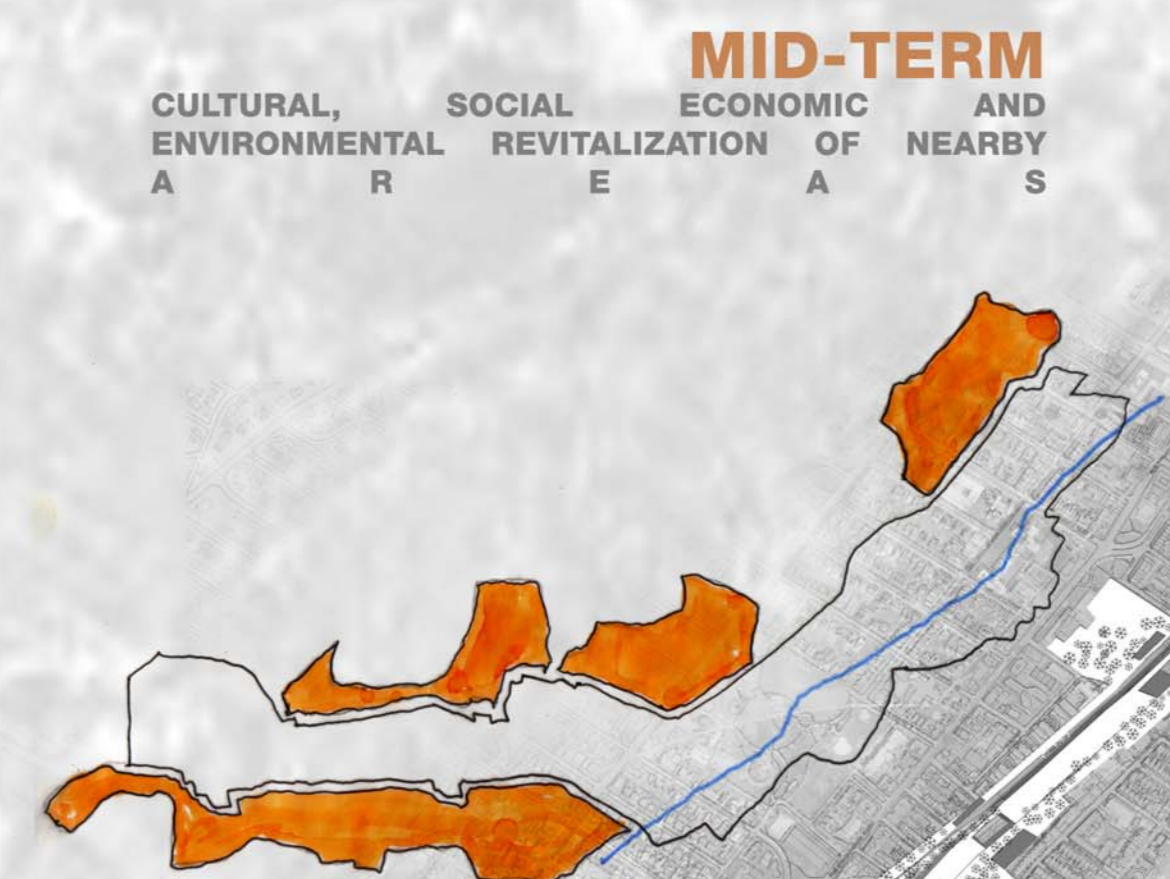 MID-TERM
CULTURAL, SOCIAL ECONOMIC AND
ENVIRONMENTAL REVITALIZATION OF NEARBY
A R E A S